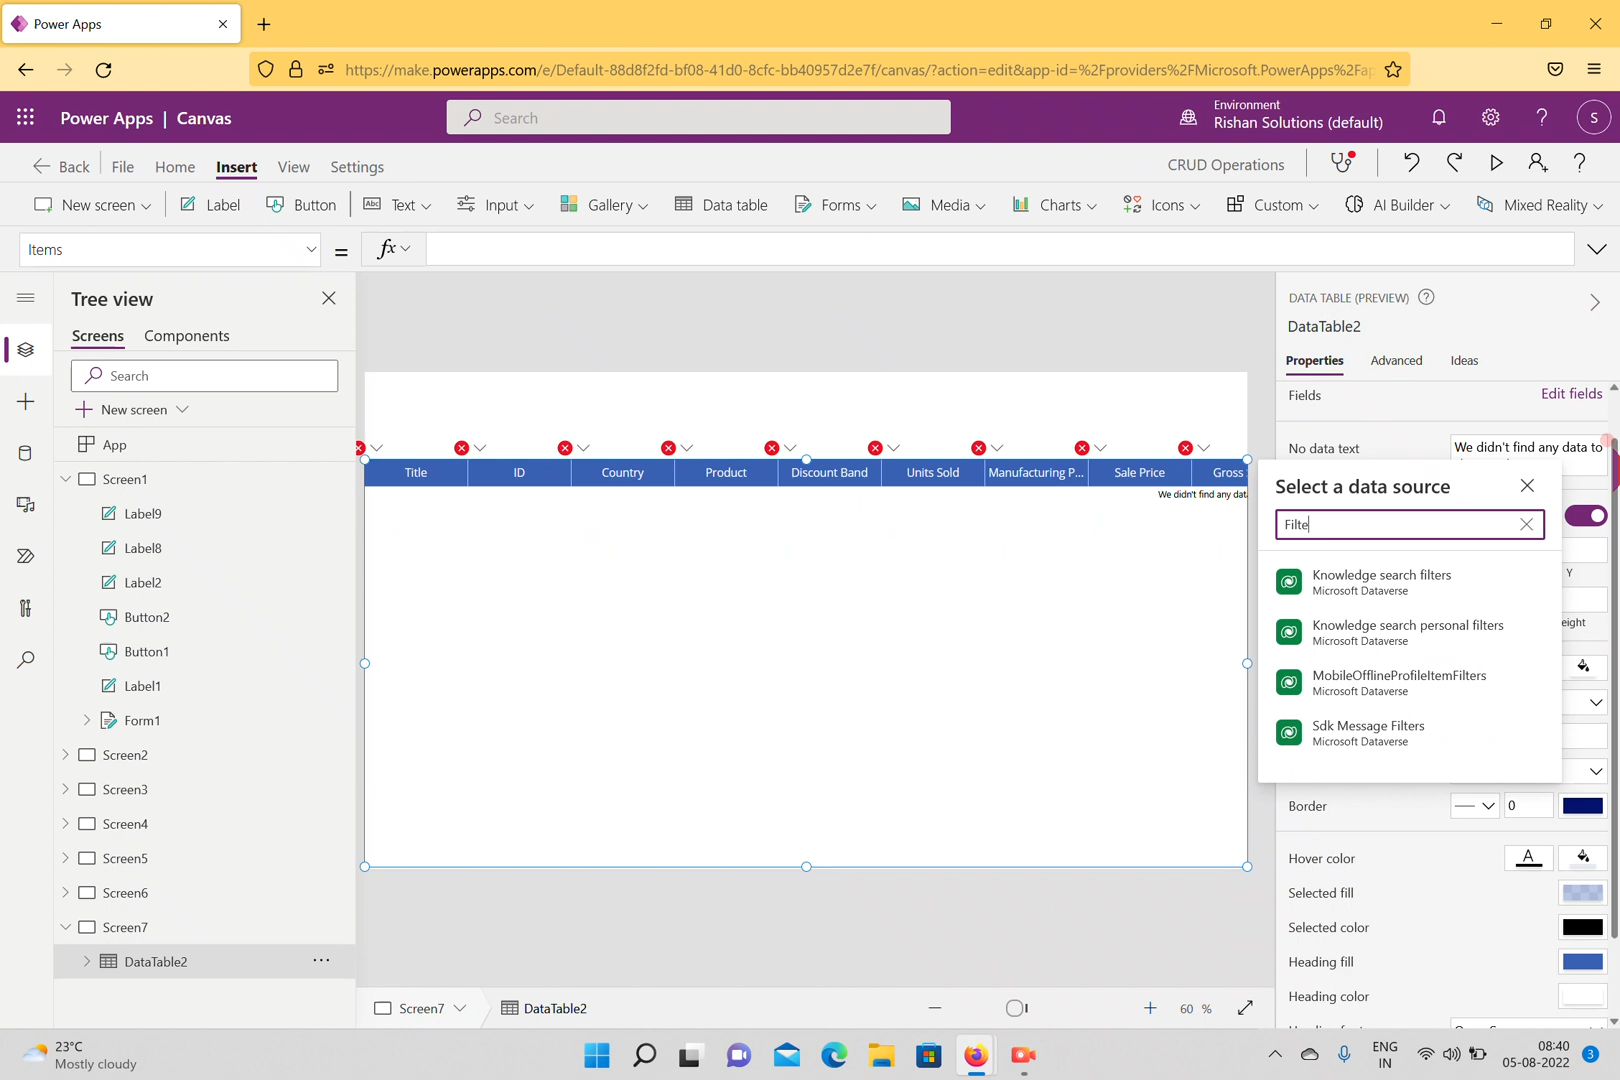 Power Apps
https://make.powerapps.com/e/Default-88d8f2fd-bf08-41d0-8cfc-bb40957d2e7f/canvas/?action=edit&app-id=%2Fproviders%2FMicrosoft.PowerApps%2Fap
Power Apps | Canvas
Search
Environment
Rishan Solutions (default)
S
Back
File
Home
Insert
View
Settings
CRUD Operations
New screen
Label
Button
Abc
Text
Input
Gallery
Data table
Forms
Media
Charts
Icons
Custom
AI Builder
Mixed Reality
Items
=
fx
Tree view
Screens
Components
Search
New screen
App
Screen1
Label9
Label8
Label2
Button2
Button1
Label1
Form1
Screen2
Screen3
Screen4
Screen5
Screen6
Screen7
DataTable2
Title
ID
Country
Product
Discount Band
Units Sold
Manufacturing P...
Sale Price
Gross
We didn't find any data
Screen7
DataTable2
60 %
DATA TABLE (PREVIEW)
DataTable2
Properties
Advanced
Ideas
Fields
Edit fields
No data text
We didn't find any data to
Select a data source
Filte
Knowledge search filters
Microsoft Dataverse
Knowledge search personal filters
Microsoft Dataverse
MobileOfflineProfileItemFilters
Microsoft Dataverse
Sdk Message Filters
Microsoft Dataverse
Y
eight
Border
0
Hover color
A
Selected fill
Selected color
Heading fill
Heading color
23°C
Mostly cloudy
ENG
IN
08:40
05-08-2022
3